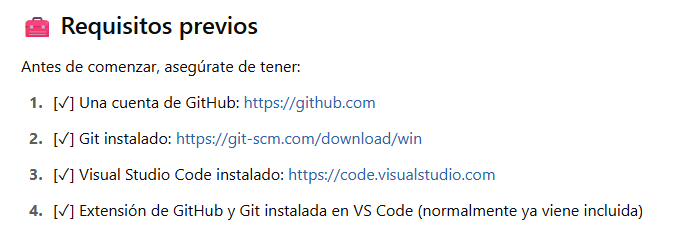 🧰 Requisitos previos
Antes de comenzar, asegúrate de tener:
1. [✓] Una cuenta de GitHub: https://github.com
2. [✓] Git instalado: https://git-scm.com/download/win
3. [✓] Visual Studio Code instalado: https://code.visualstudio.com
4. [✓] Extensión de GitHub y Git instalada en VS Code (normalmente ya viene incluida)